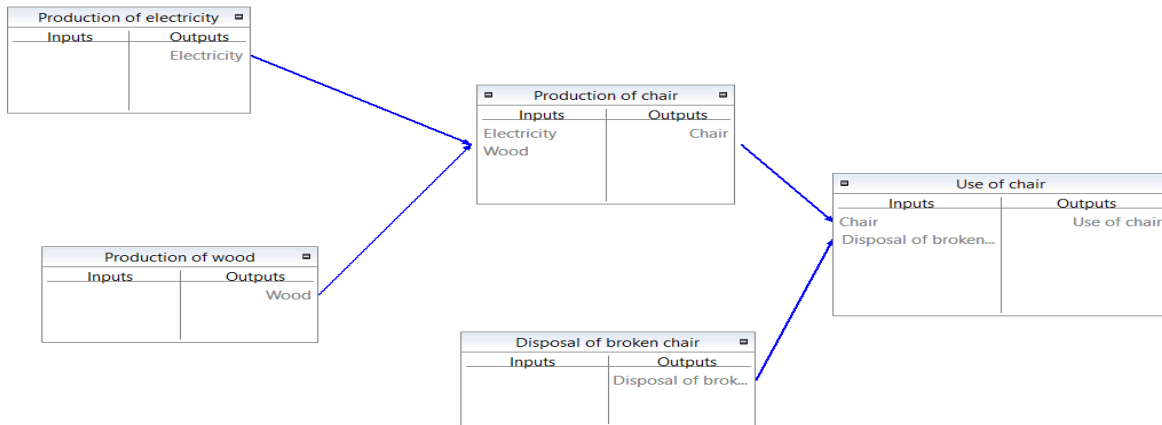 Production of electricity
Inputs Outputs
Electricity
Production of chair
Inputs Outputs
Electricity Chair
Wood
Use of chair
Inputs Outputs
Chair Use of chair
Disposal of broken...
Production of wood
Inputs Outputs
Wood
Disposal of broken chair
Inputs Outputs
Disposal of brok...